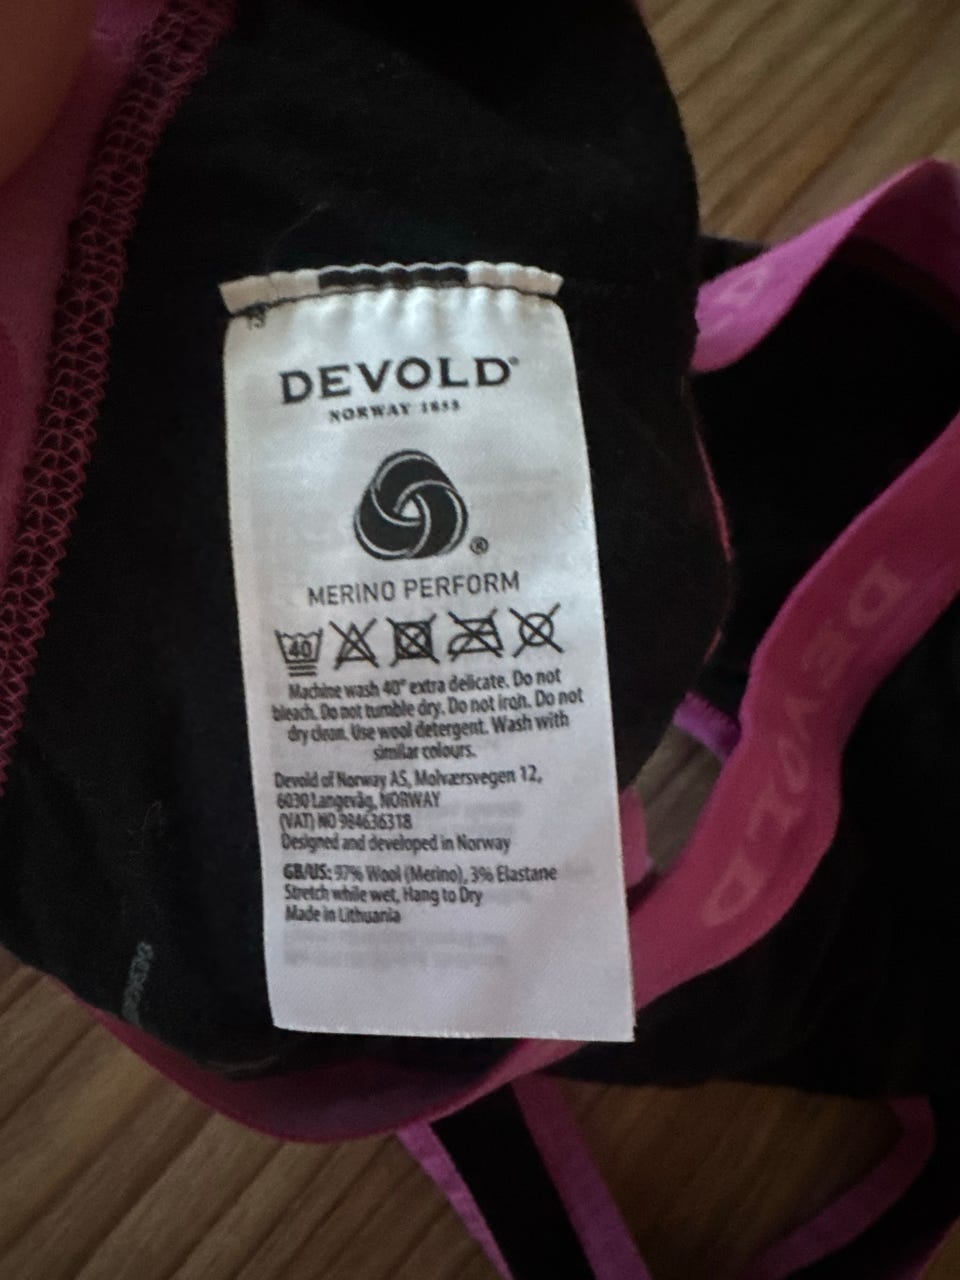 DEVOLD®
NORWAY 1853
®
MERINO PERFORM
40
Machine wash 40° extra delicate. Do not
bleach. Do not tumble dry. Do not iron. Do not
dry clean. Use wool detergent. Wash with
similar colours.
Devold of Norway AS, Molværsvegen 12,
6030 Langevåg, NORWAY
(VAT) NO 984636318
Designed and developed in Norway
GB/US: 97% Wool (Merino), 3% Elastane
Stretch while wet, Hang to Dry
Made in Lithuania
DEVOLD